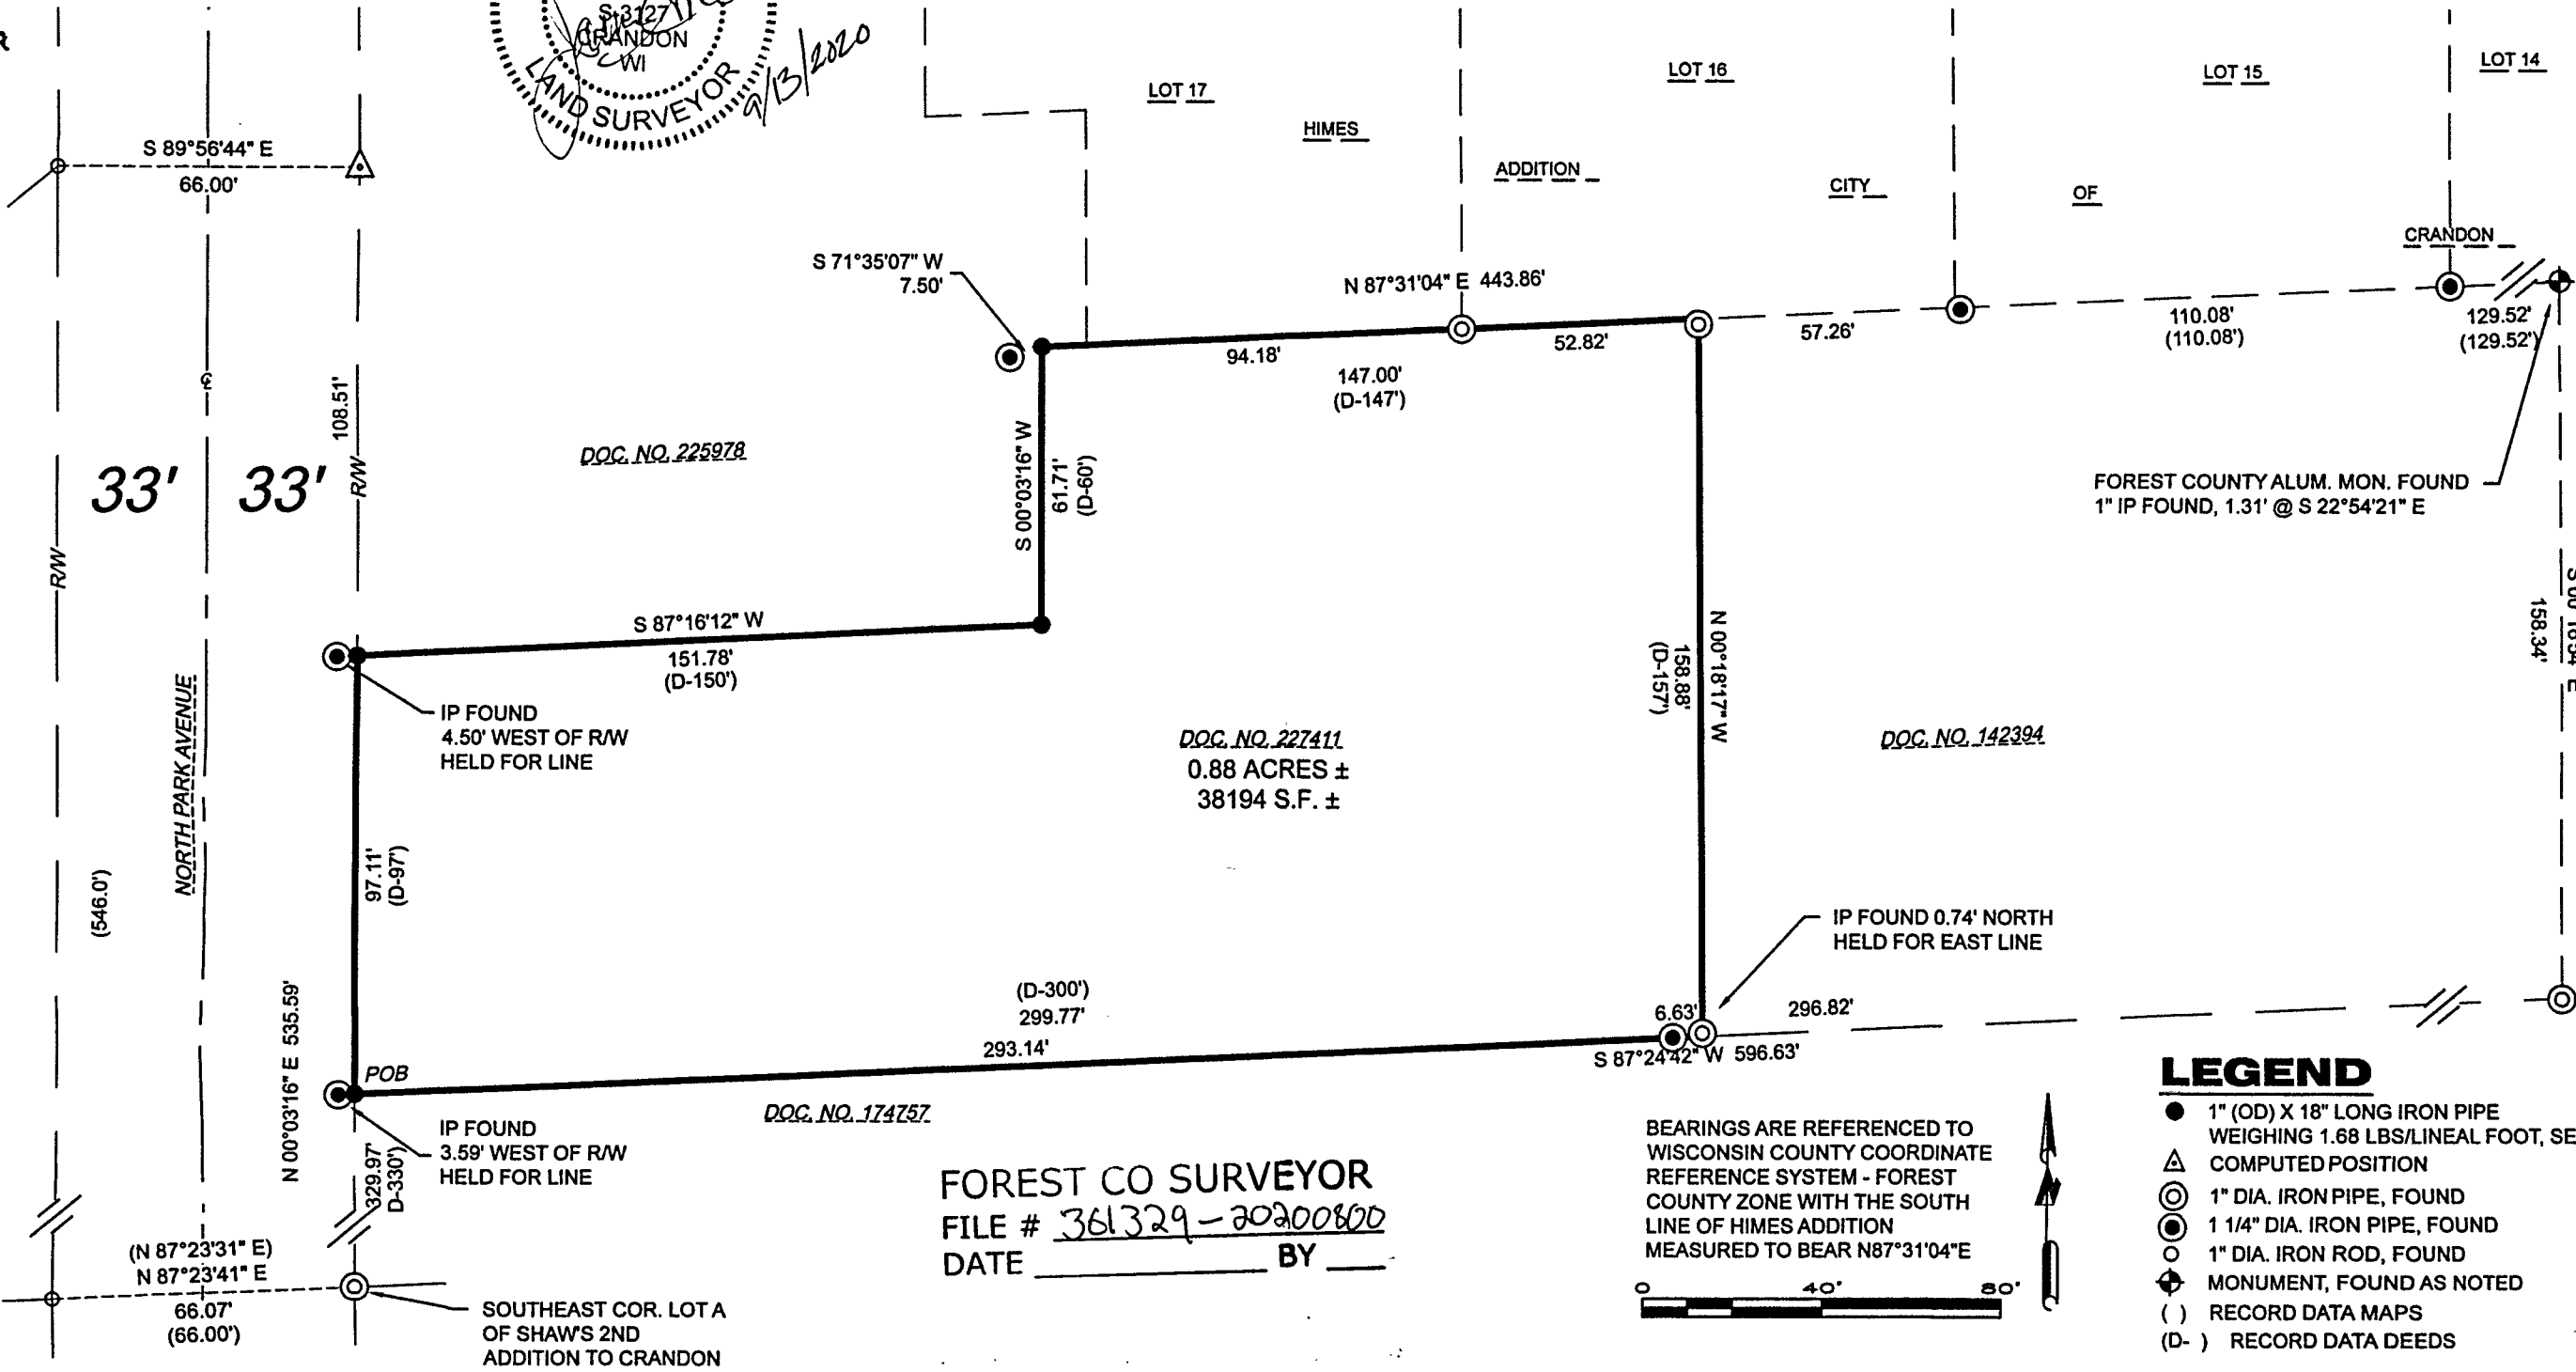 R
S-3127
CRANDON
WI
LAND SURVEYOR
9/13/2020
LOT 17
LOT 16
LOT 15
LOT 14
HIMES
ADDITION
CITY
OF
CRANDON
S 89°56'44" E
66.00'
S 71°35'07" W
7.50'
N 87°31'04" E 443.86'
94.18'
52.82'
57.26'
110.08'
(110.08')
129.52'
(129.52')
147.00'
(D-147')
108.51'
R/W
33'
33'
℄
R/W
DOC. NO. 225978
S 00°03'16" W
61.71'
(D-60')
FOREST COUNTY ALUM. MON. FOUND
1" IP FOUND, 1.31' @ S 22°54'21" E
158.34'
S 87°16'12" W
151.78'
(D-150')
N 00°18'17" W
158.88'
(D-157')
IP FOUND
4.50' WEST OF R/W
HELD FOR LINE
NORTH PARK AVENUE
DOC. NO. 227411
0.88 ACRES ±
38194 S.F. ±
DOC. NO. 142394
97.11'
(D-97')
(546.0')
IP FOUND 0.74' NORTH
HELD FOR EAST LINE
(D-300')
299.77'
293.14'
6.63'
296.82'
S 87°24'42" W 596.63'
N 00°03'16" E 535.59'
POB
DOC. NO. 174757
IP FOUND
3.59' WEST OF R/W
HELD FOR LINE
329.97'
D-330')
(N 87°23'31" E)
N 87°23'41" E
66.07'
(66.00')
SOUTHEAST COR. LOT A
OF SHAW'S 2ND
ADDITION TO CRANDON
FOREST CO SURVEYOR
FILE # 361329-20200800
DATE BY
BEARINGS ARE REFERENCED TO
WISCONSIN COUNTY COORDINATE
REFERENCE SYSTEM - FOREST
COUNTY ZONE WITH THE SOUTH
LINE OF HIMES ADDITION
MEASURED TO BEAR N87°31'04"E
0 40' 80'
LEGEND
1" (OD) X 18" LONG IRON PIPE
WEIGHING 1.68 LBS/LINEAL FOOT, SE
COMPUTED POSITION
1" DIA. IRON PIPE, FOUND
1 1/4" DIA. IRON PIPE, FOUND
1" DIA. IRON ROD, FOUND
MONUMENT, FOUND AS NOTED
( ) RECORD DATA MAPS
(D- ) RECORD DATA DEEDS